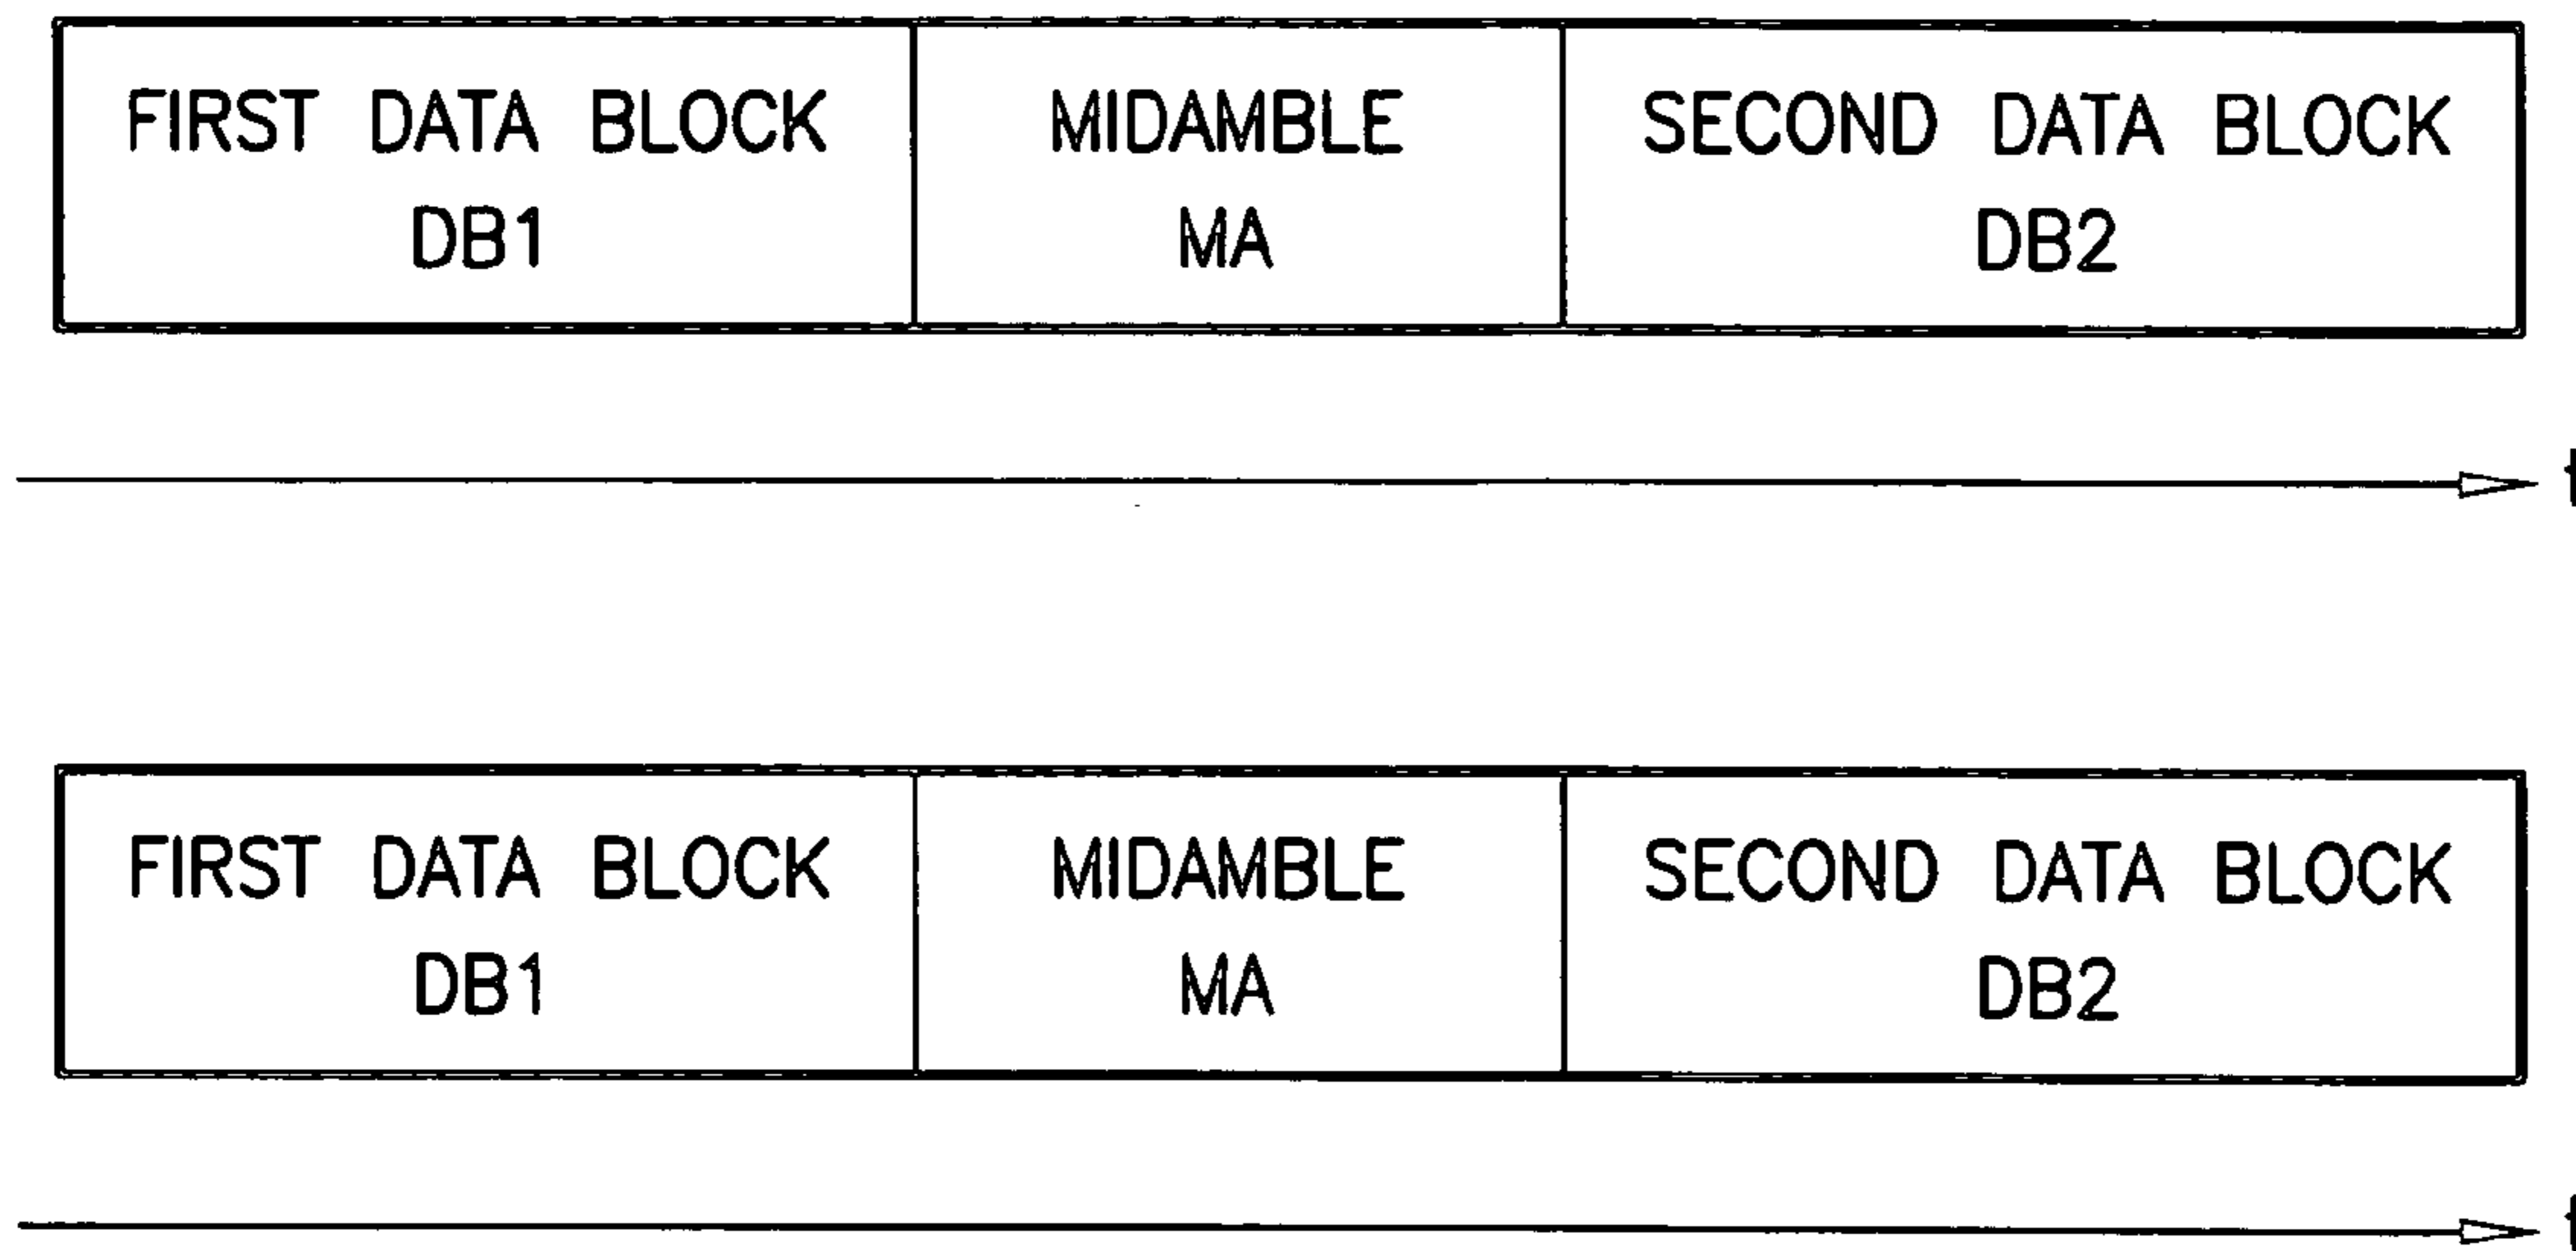 FIRST DATA BLOCK MIDAMBLE SECOND DATA BLOCK
DB1 MA DB2
t
FIRST DATA BLOCK MIDAMBLE SECOND DATA BLOCK
DB1 MA DB2
t